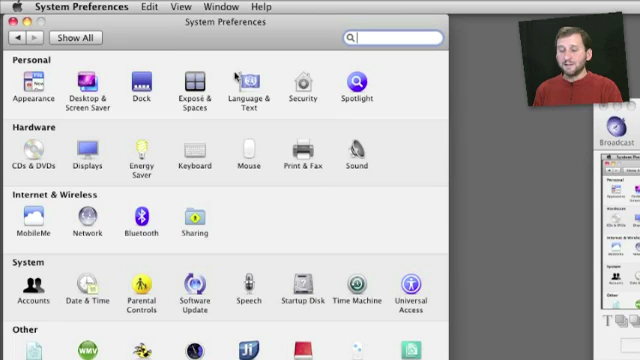 System Preferences Edit View Window Help
System Preferences
Show All
Personal
Appearance Desktop & Screen Saver Dock Exposé & Spaces Language & Text Security Spotlight
Hardware
CDs & DVDs Displays Energy Saver Keyboard Mouse Print & Fax Sound
Internet & Wireless
MobileMe Network Bluetooth Sharing
System
Accounts Date & Time Parental Controls Software Update Speech Startup Disk Time Machine Universal Access
Other
WMV
Broadcast